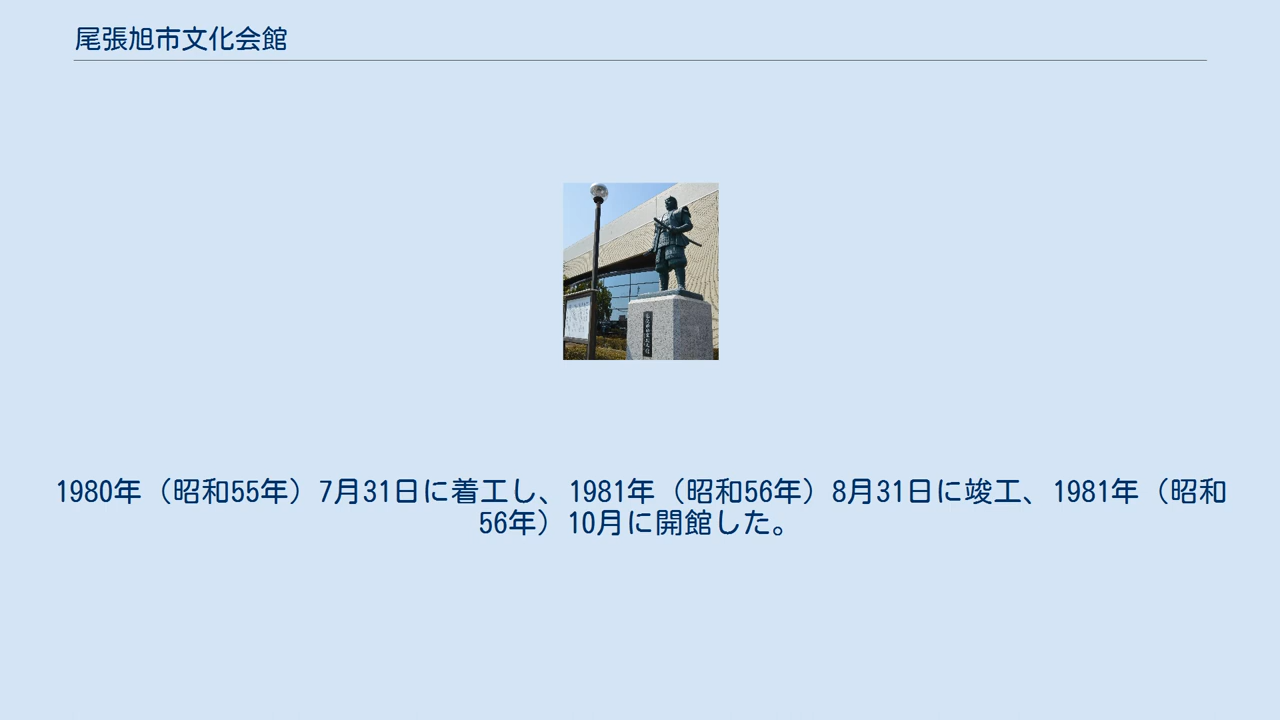 尾張旭市文化会館
1980年（昭和55年）7月31日に着工し、1981年（昭和56年）8月31日に竣工、1981年（昭和
56年）10月に開館した。